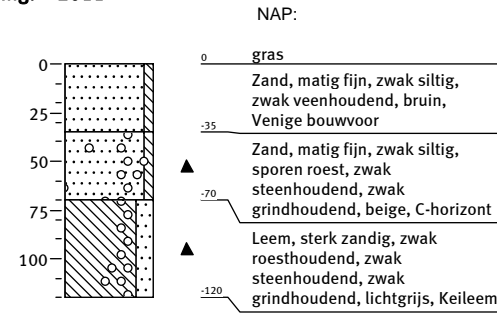 NAP:
0 gras
0
Zand, matig fijn, zwak siltig,
zwak veenhoudend, bruin,
Venige bouwvoor
25
-35
Zand, matig fijn, zwak siltig,
sporen roest, zwak
steenhoudend, zwak
grindhoudend, beige, C-horizont
50
-70
75
Leem, sterk zandig, zwak
roesthoudend, zwak
steenhoudend, zwak
grindhoudend, lichtgrijs, Keileem
100
-120